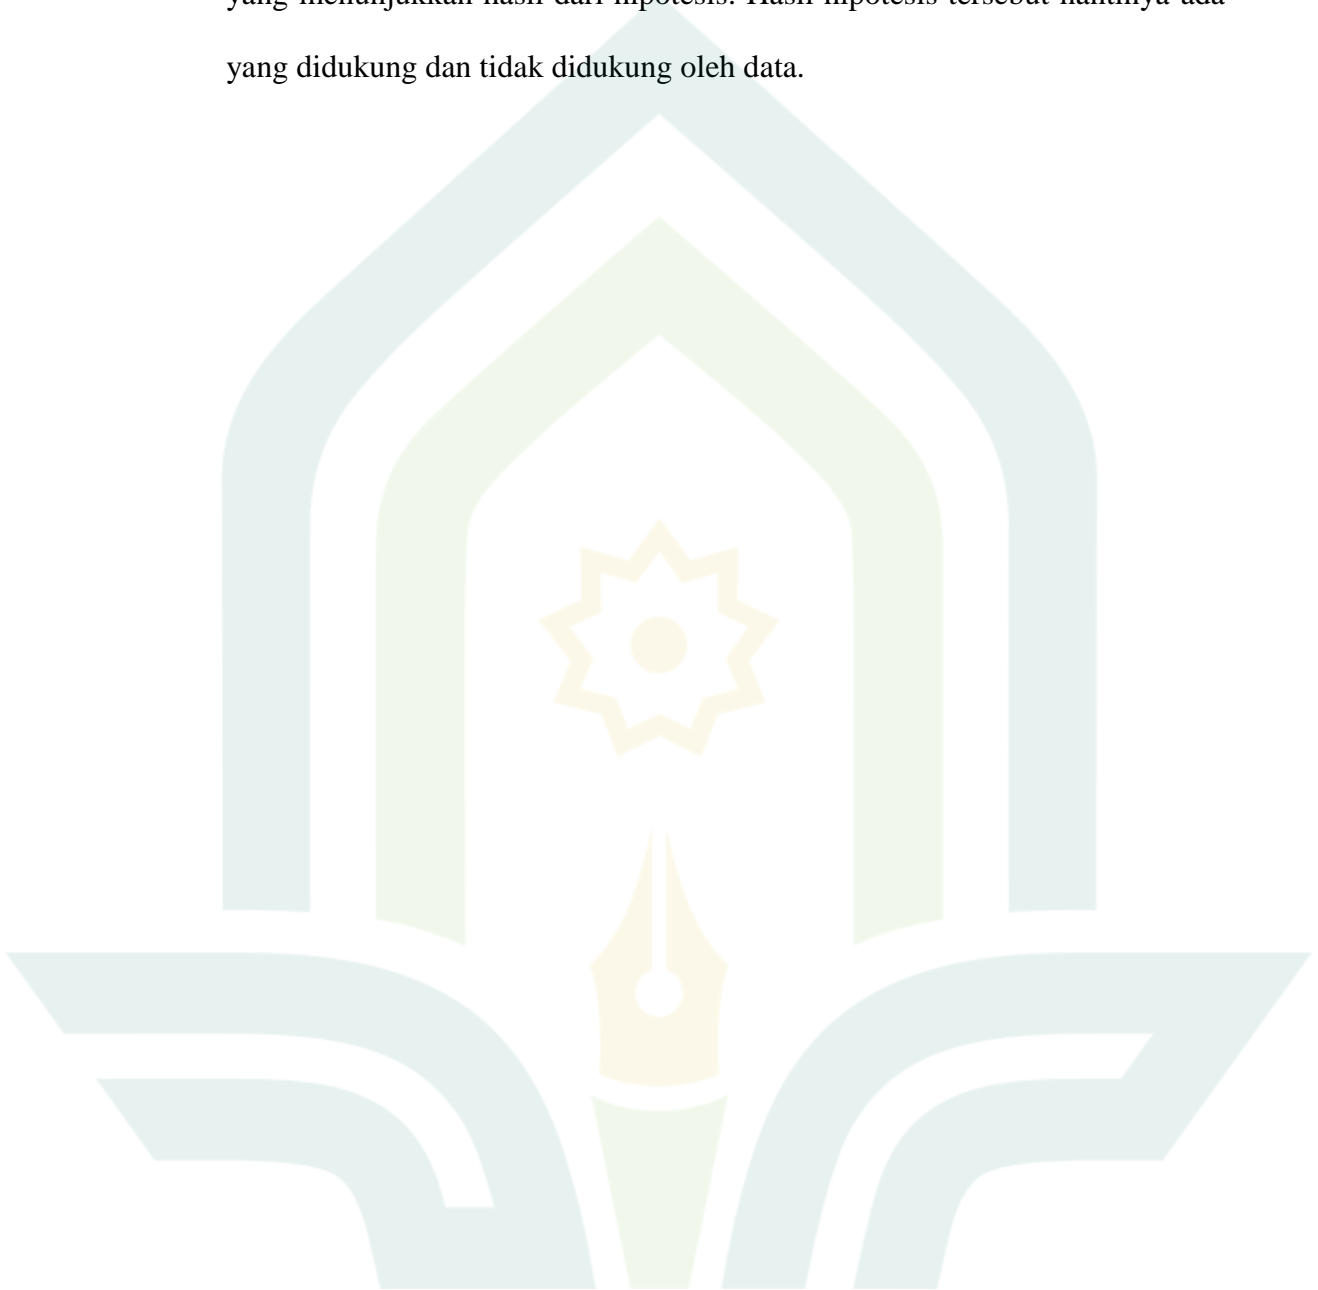 yang menunjukkan hasil dari hipotesis. Hasil hipotesis tersebut nantinya ada
yang didukung dan tidak didukung oleh data.